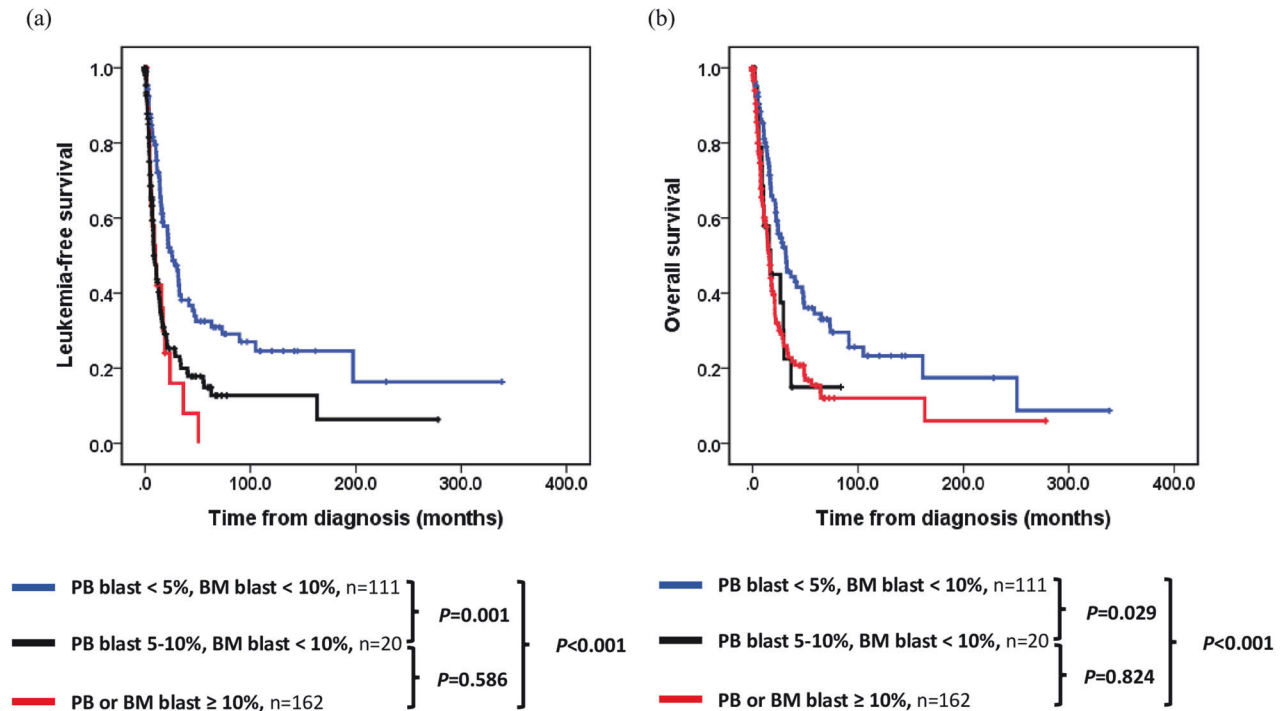 (a)
(b)
Leukemia-free survival
1.0
0.8
0.6
0.4
0.2
0.0
.0 100.0 200.0 300.0 400.0
Time from diagnosis (months)
Overall survival
1.0
0.8
0.6
0.4
0.2
0.0
.0 100.0 200.0 300.0 400.0
Time from diagnosis (months)
PB blast < 5%, BM blast < 10%, n=111
PB blast 5-10%, BM blast < 10%, n=20
PB or BM blast ≥ 10%, n=162
P=0.001
P=0.586
P<0.001
PB blast < 5%, BM blast < 10%, n=111
PB blast 5-10%, BM blast < 10%, n=20
PB or BM blast ≥ 10%, n=162
P=0.029
P=0.824
P<0.001